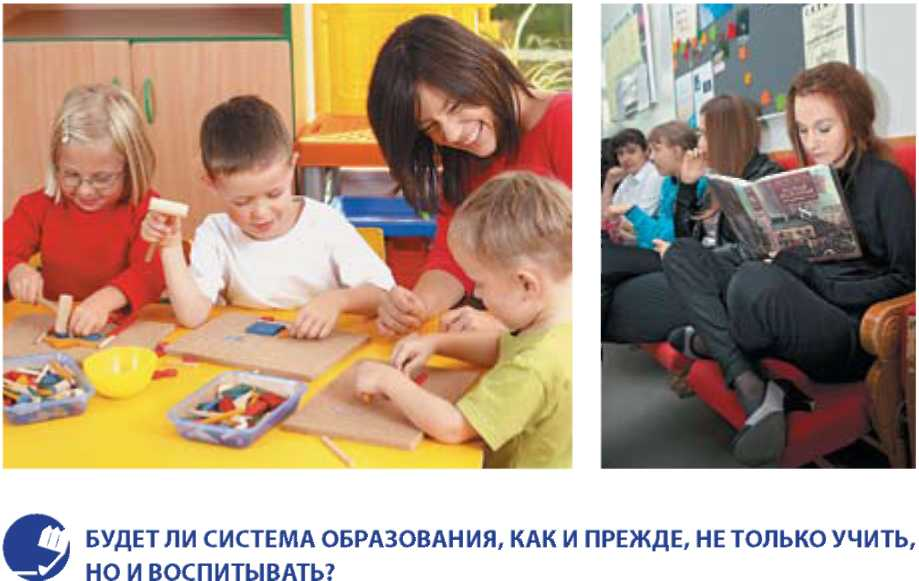 БУДЕТ ЛИ СИСТЕМА ОБРАЗОВАНИЯ, КАК И ПРЕЖДЕ, НЕ ТОЛЬКО УЧИТЬ,
НО И ВОСПИТЫВАТЬ?